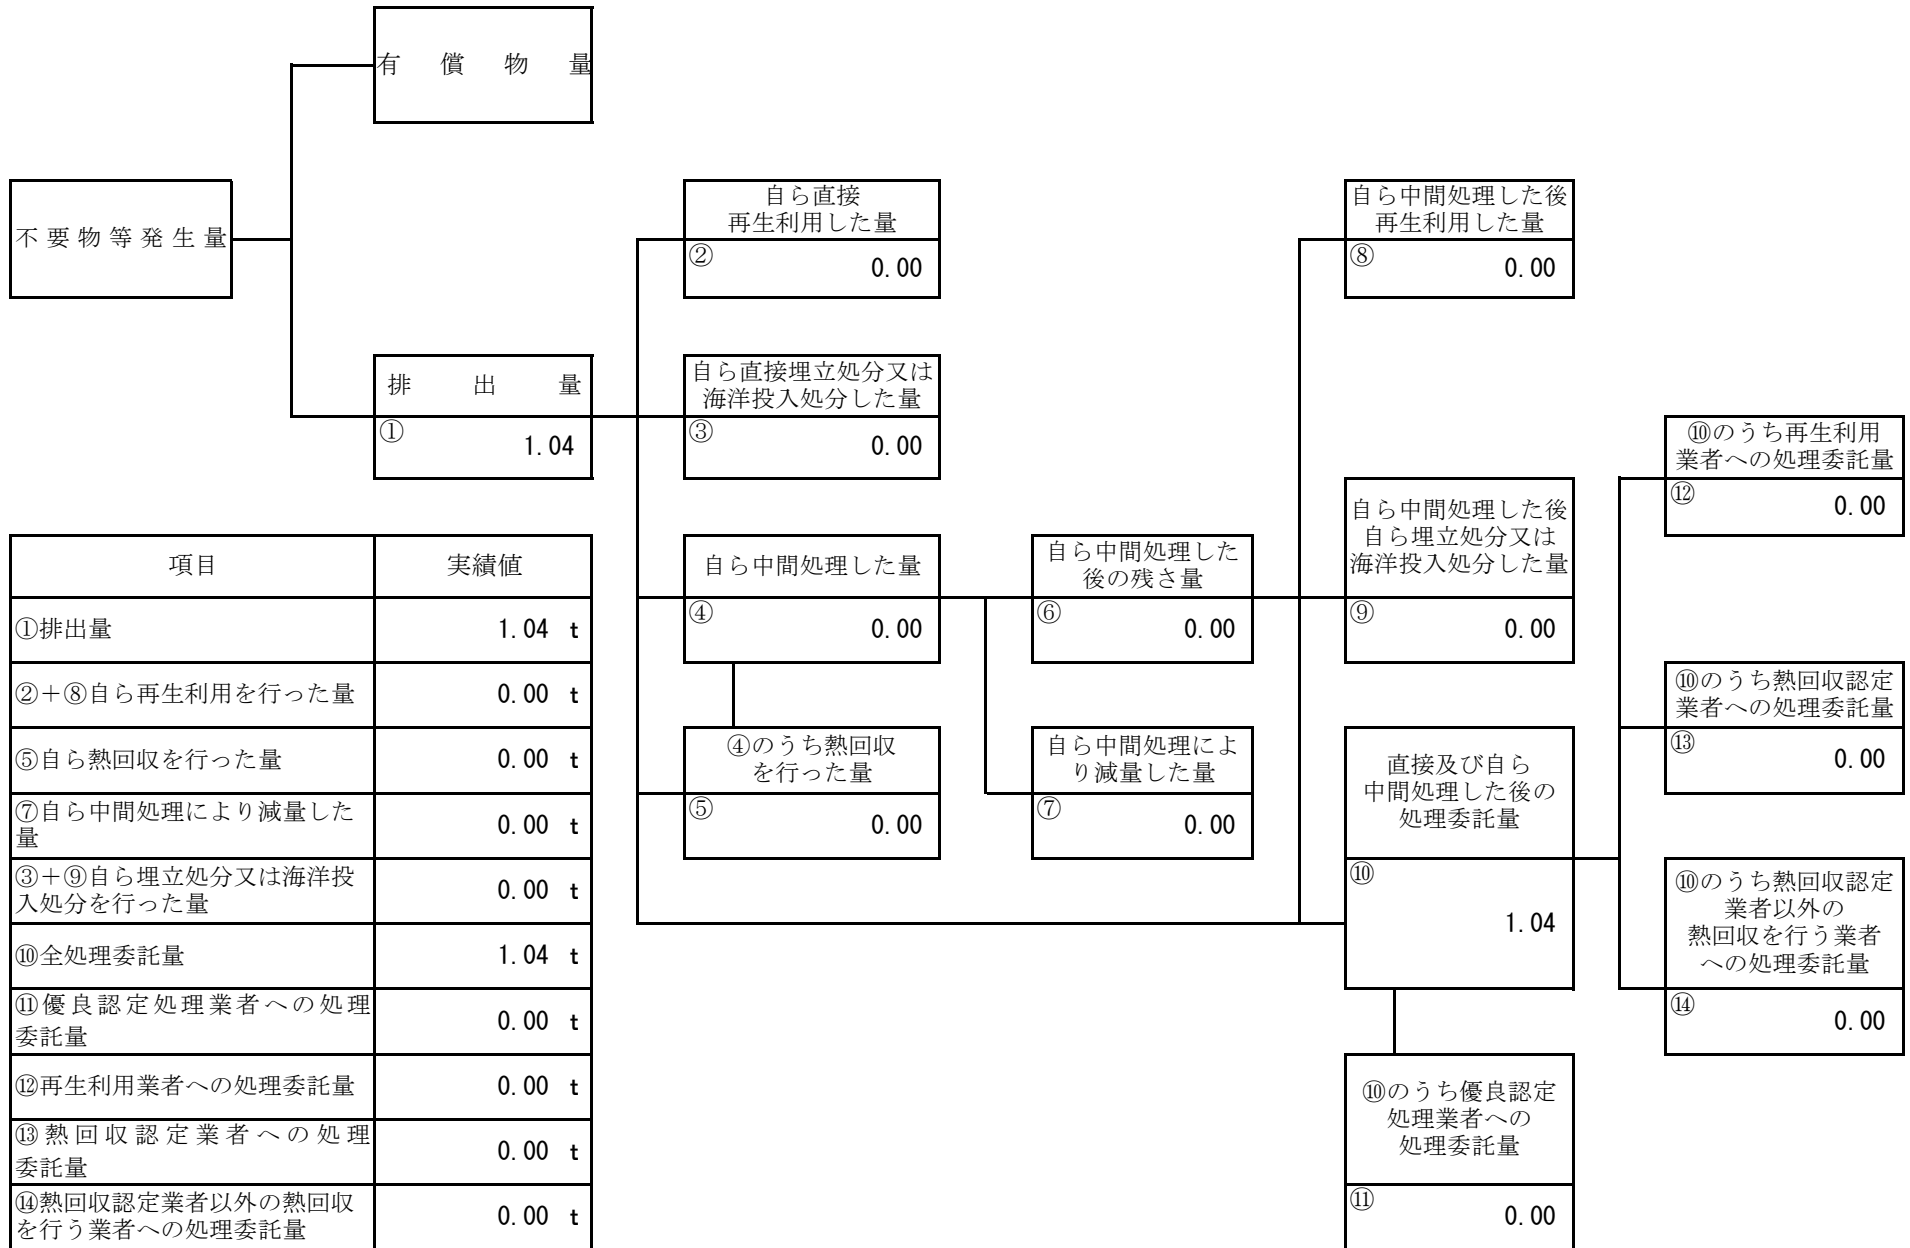 有償物量
不要物等発生量
自ら直接
再生利用した量
②
0.00
自ら中間処理した後
再生利用した量
⑧
0.00
排出量
①
1.04
自ら直接埋立処分又は
海洋投入処分した量
③
0.00
⑩のうち再生利用
業者への処理委託量
⑫
0.00
自ら中間処理した量
④
0.00
自ら中間処理した
後の残さ量
⑥
0.00
自ら中間処理した後
自ら埋立処分又は
海洋投入処分した量
⑨
0.00
⑩のうち熱回収認定
業者への処理委託量
⑬
0.00
④のうち熱回収
を行った量
⑤
0.00
自ら中間処理によ
り減量した量
⑦
0.00
直接及び自ら
中間処理した後の
処理委託量
⑩
1.04
⑩のうち熱回収認定
業者以外の
熱回収を行う業者
への処理委託量
⑭
0.00
⑩のうち優良認定
処理業者への
処理委託量
⑪
0.00
項目 実績値
①排出量 1.04 t
②＋⑧自ら再生利用を行った量 0.00 t
⑤自ら熱回収を行った量 0.00 t
⑦自ら中間処理により減量した
量 0.00 t
③＋⑨自ら埋立処分又は海洋投
入処分を行った量 0.00 t
⑩全処理委託量 1.04 t
⑪優良認定処理業者への処理
委託量 0.00 t
⑫再生利用業者への処理委託量 0.00 t
⑬熱回収認定業者への処理
委託量 0.00 t
⑭熱回収認定業者以外の熱回収
を行う業者への処理委託量 0.00 t